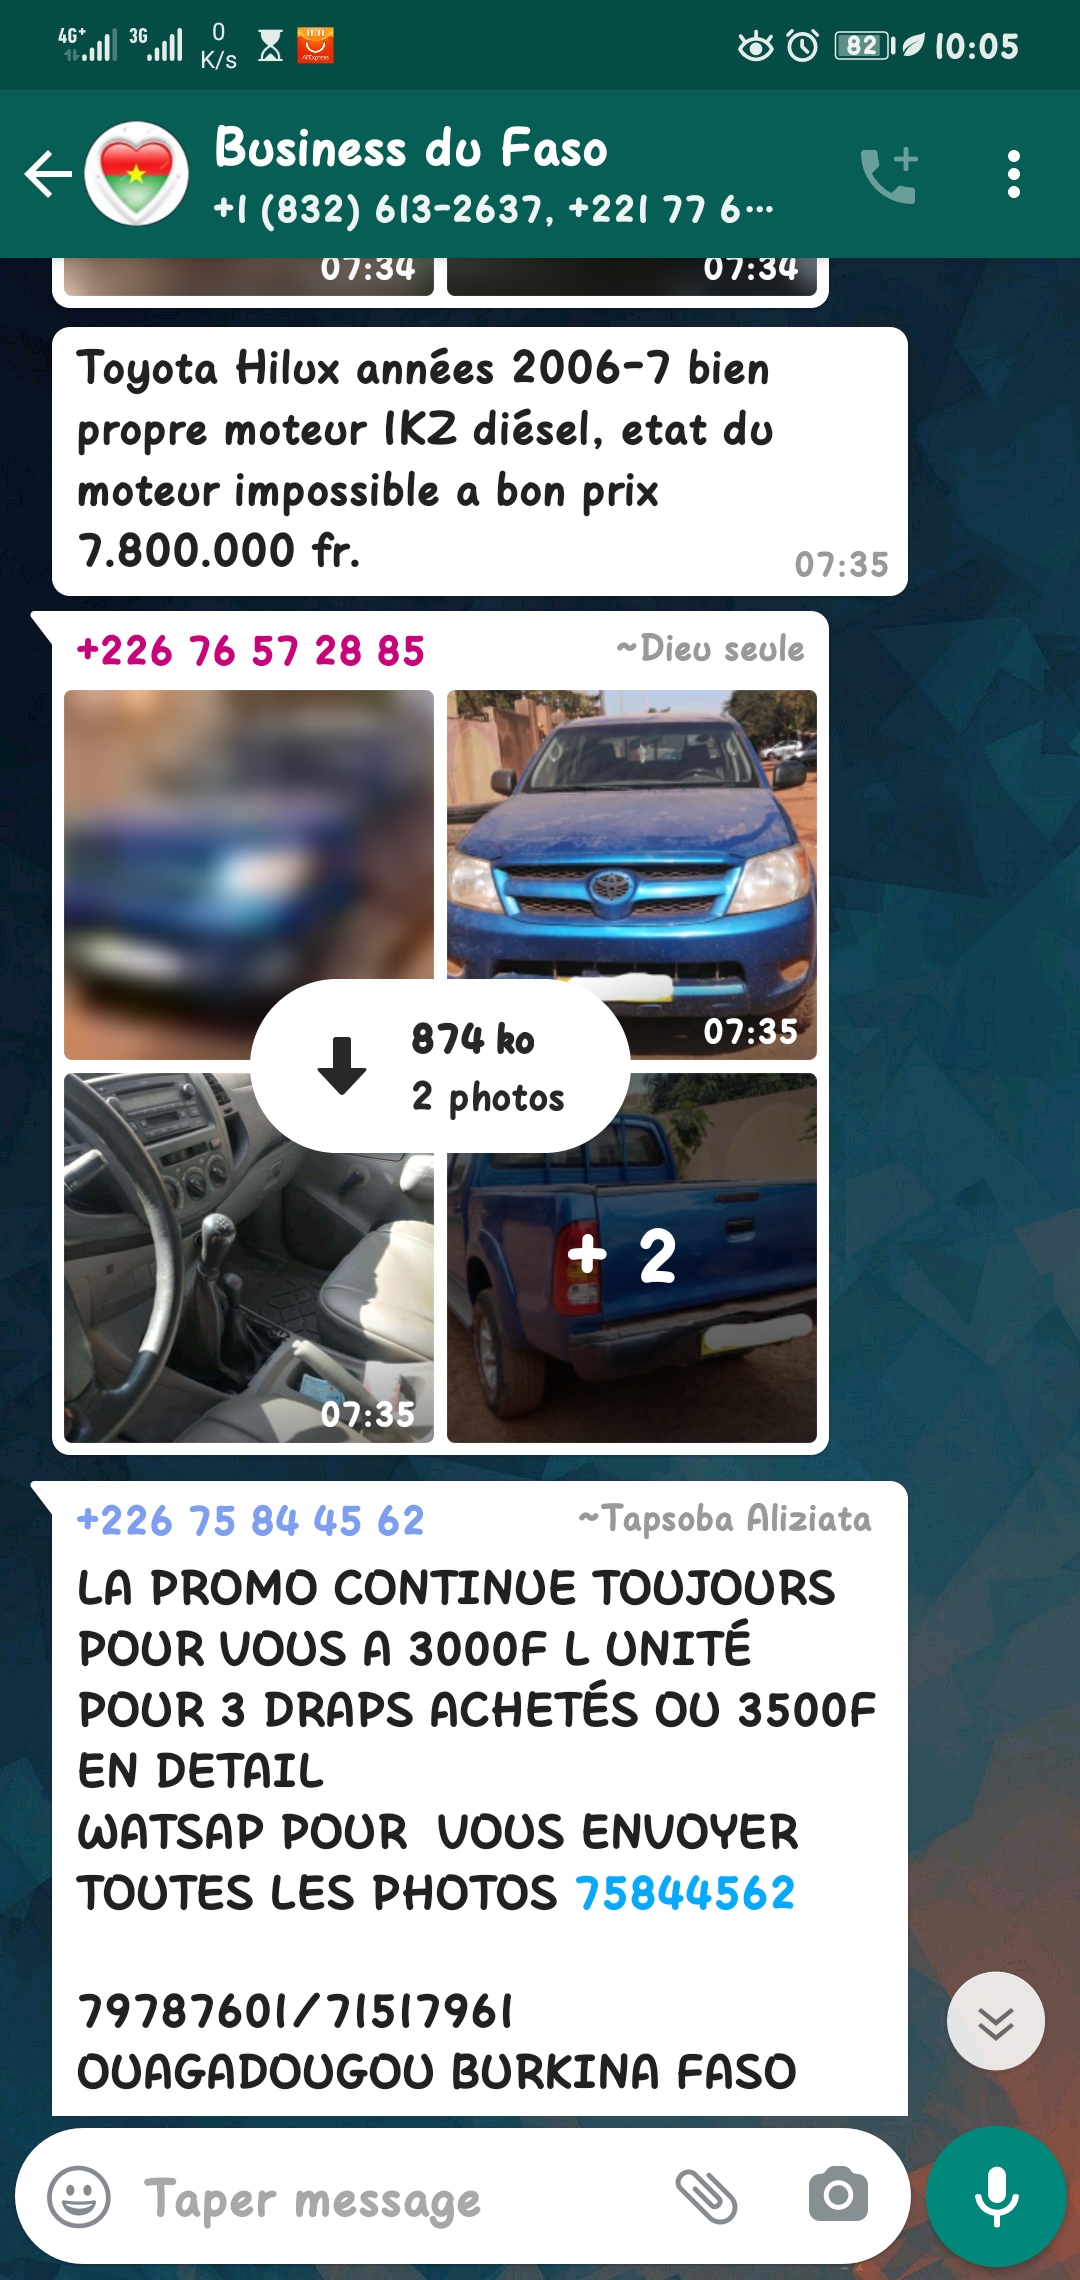 4G+ 3G 0 K/s 82 10:05
11.11
AliExpress
Business du Faso
+1 (832) 613-2637, +221 77 6...
07:34 07:34
Toyota Hilux années 2006-7 bien
propre moteur 1KZ diésel, etat du
moteur impossible a bon prix
7.800.000 fr.
07:35
+226 76 57 28 85 ~Dieu seule
07:35
874 ko
2 photos
07:35
+ 2
+226 75 84 45 62 ~Tapsoba Aliziata
LA PROMO CONTINUE TOUJOURS
POUR VOUS A 3000F L UNITÉ
POUR 3 DRAPS ACHETÉS OU 3500F
EN DETAIL
WATSAP POUR  VOUS ENVOYER
TOUTES LES PHOTOS 75844562
79787601/71517961
OUAGADOUGOU BURKINA FASO
Taper message